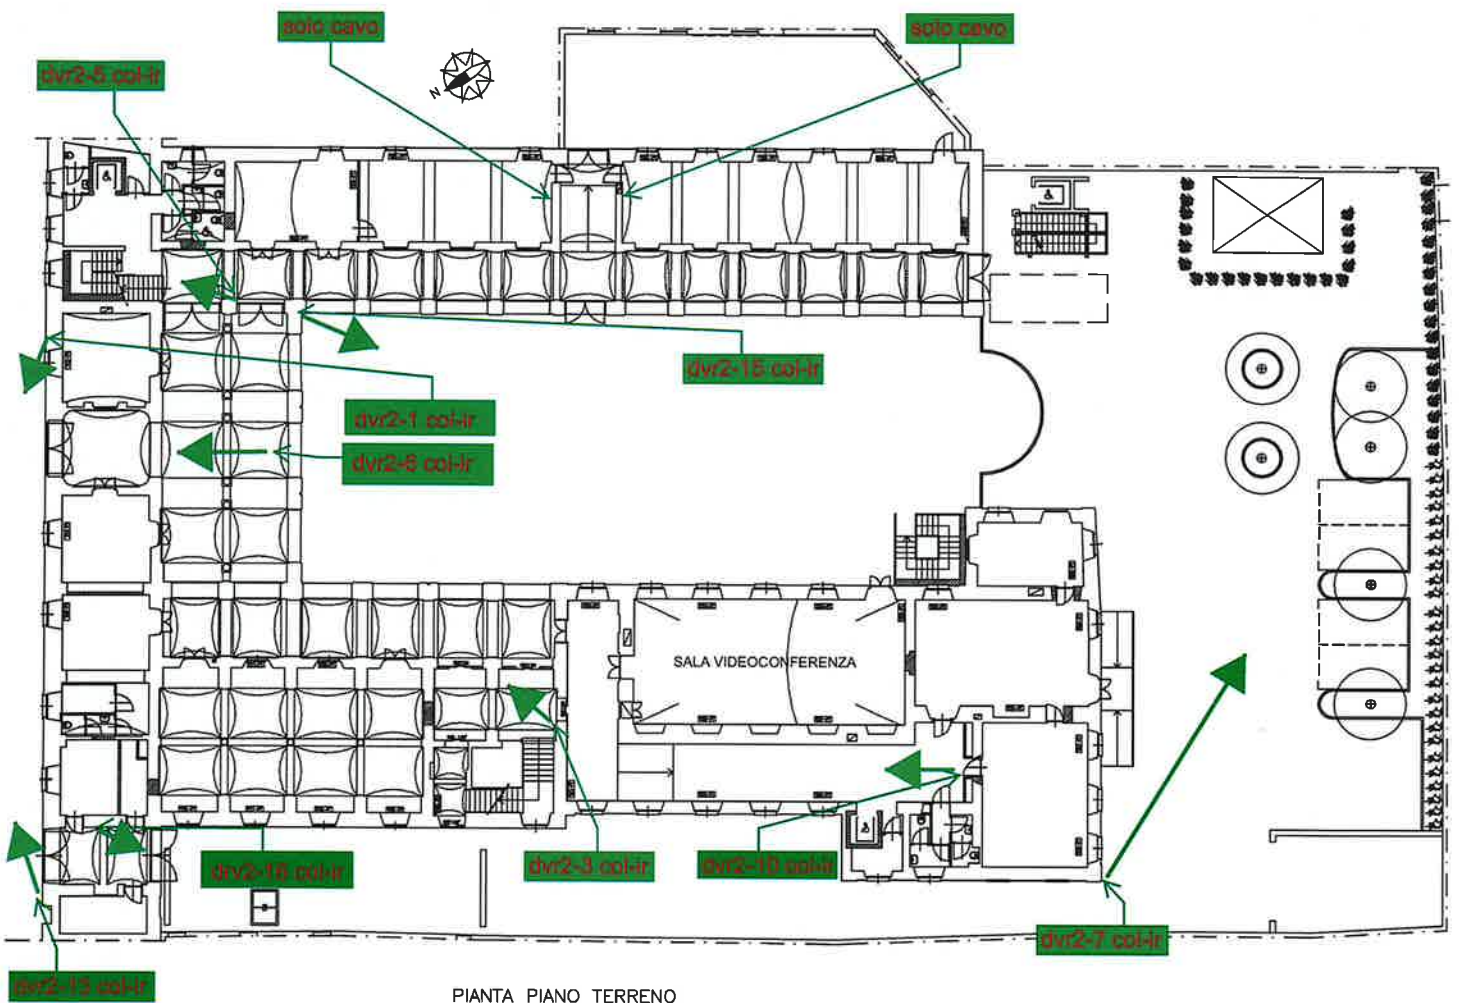 solo cavo
solo cavo
dvr2-5 col-ir
N
dvr2-15 col-ir
dvr2-1 col-ir
dvr2-6 col-ir
SALA VIDEOCONFERENZA
drv2-16 col-ir
dvr2-3 col-ir
dvr2-10 col-ir
dvr2-7 col-ir
dvr2-13 col-ir
PIANTA PIANO TERRENO